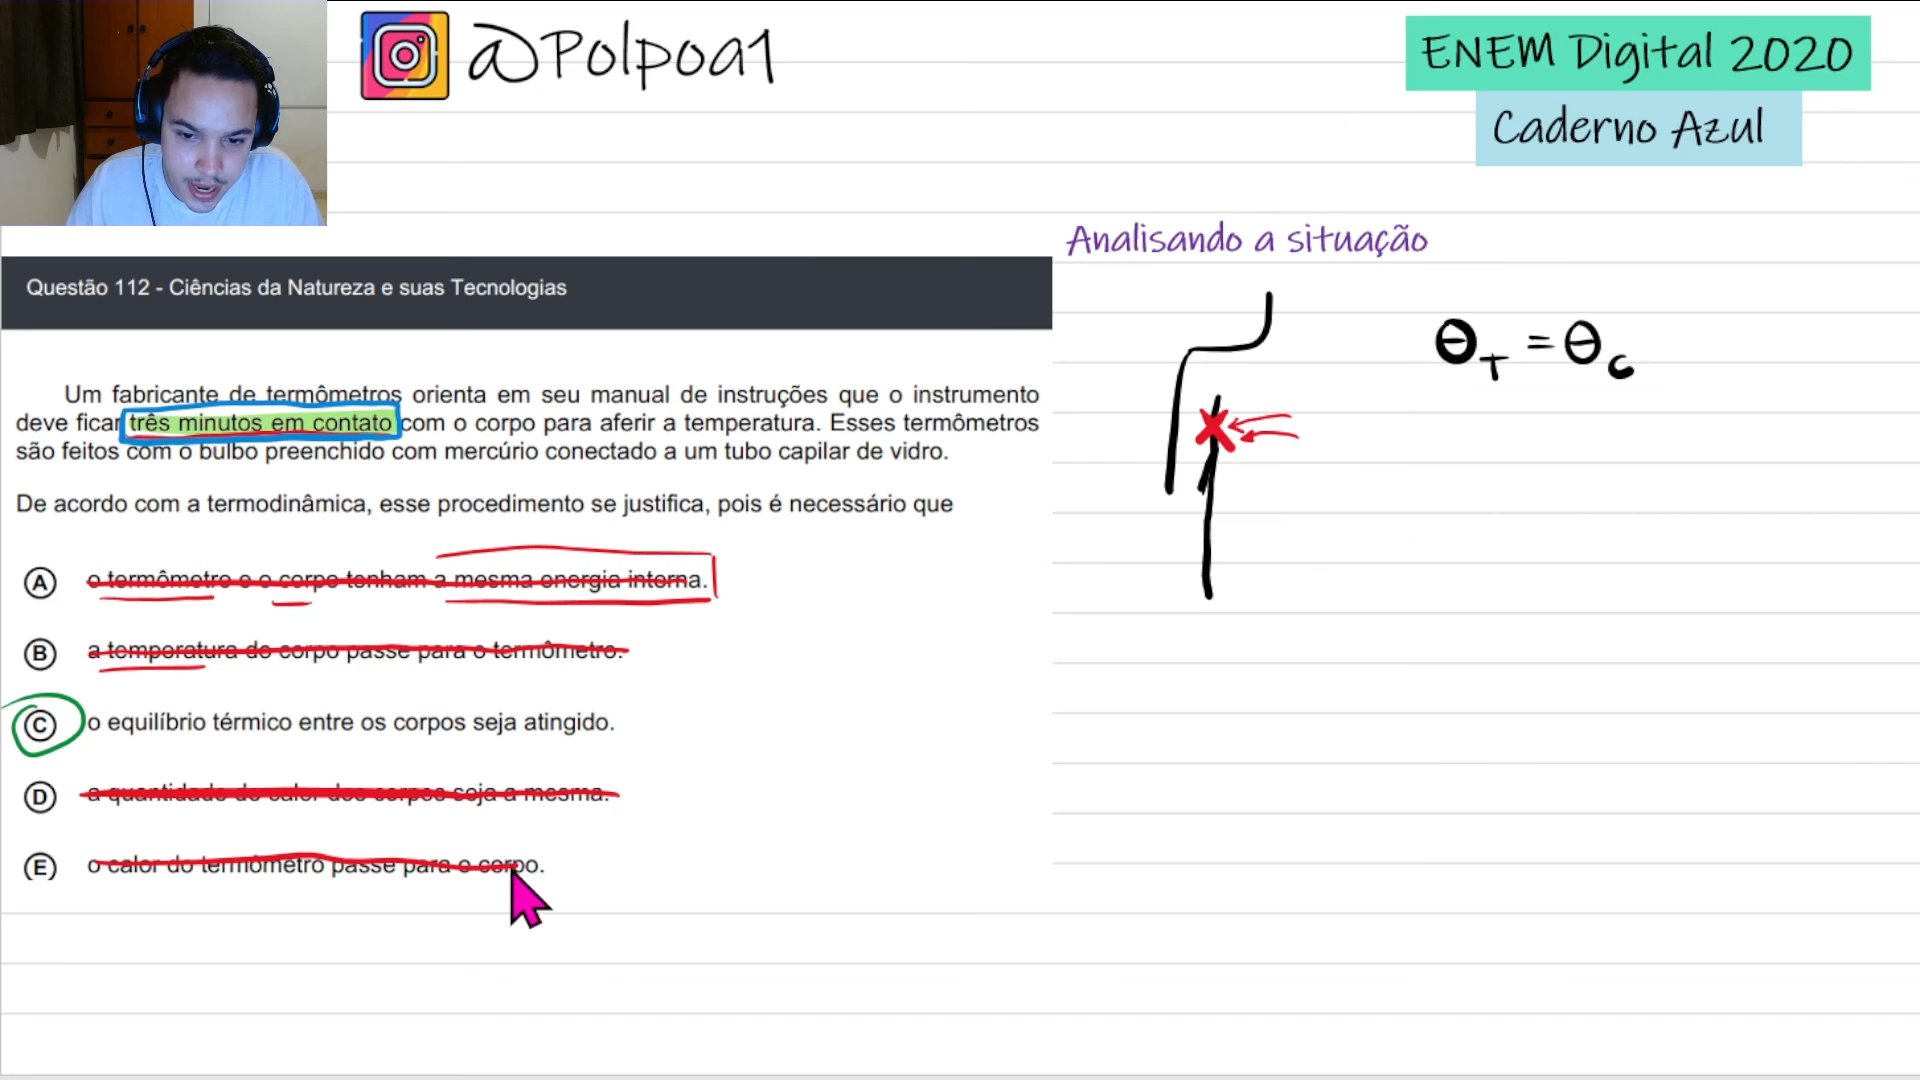 @Polpoa1
ENEM Digital 2020
Caderno Azul
Questão 112 - Ciências da Natureza e suas Tecnologias
Um fabricante de termômetros orienta em seu manual de instruções que o instrumento
deve ficar três minutos em contato com o corpo para aferir a temperatura. Esses termômetros
são feitos com o bulbo preenchido com mercúrio conectado a um tubo capilar de vidro.
De acordo com a termodinâmica, esse procedimento se justifica, pois é necessário que
A o termômetro e o corpo tenham a mesma energia interna.
B a temperatura do corpo passe para o termômetro.
C o equilíbrio térmico entre os corpos seja atingido.
D a quantidade de calor dos corpos seja a mesma.
E o calor do termômetro passe para o corpo.
Analisando a situação
θT = θC